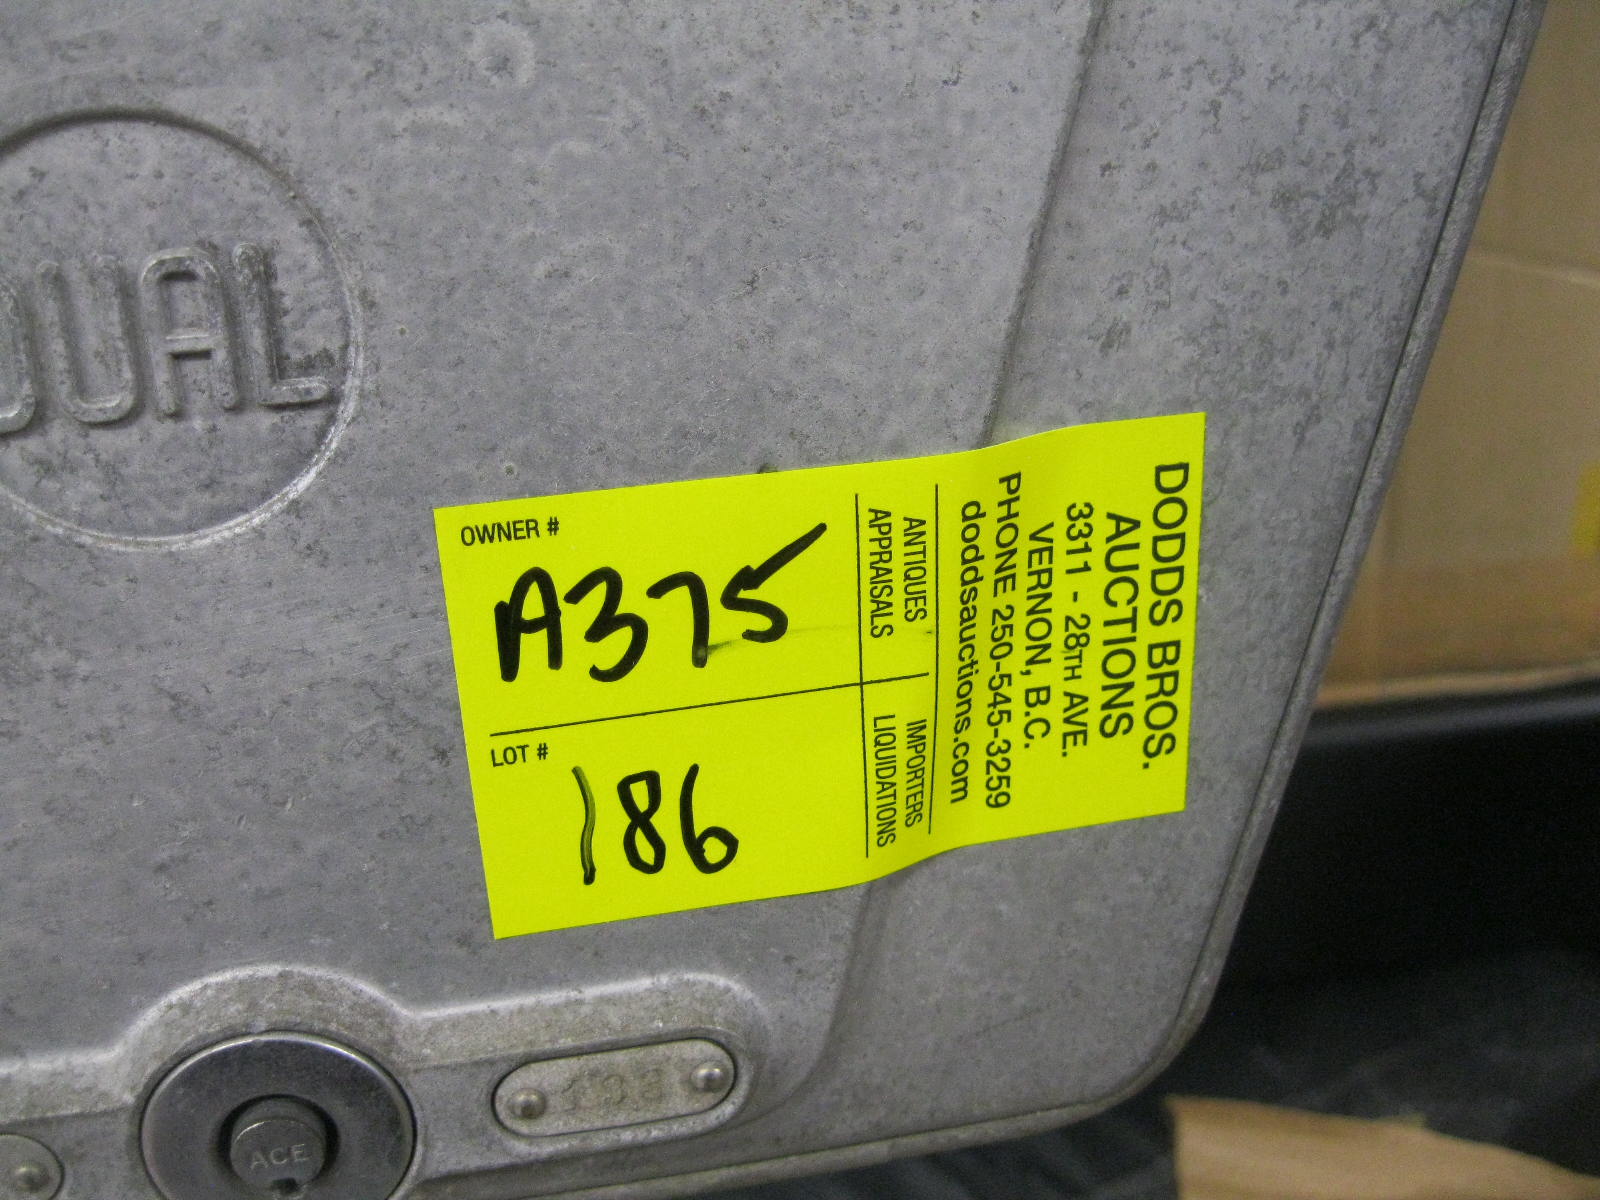 DUAL
OWNER #
A375
LOT #
186
ANTIQUES
APPRAISALS
IMPORTERS
LIQUIDATIONS
DODDS BROS.
AUCTIONS
3311 - 28TH AVE.
VERNON, B.C.
PHONE 250-545-3259
doddsauctions.com
ACE